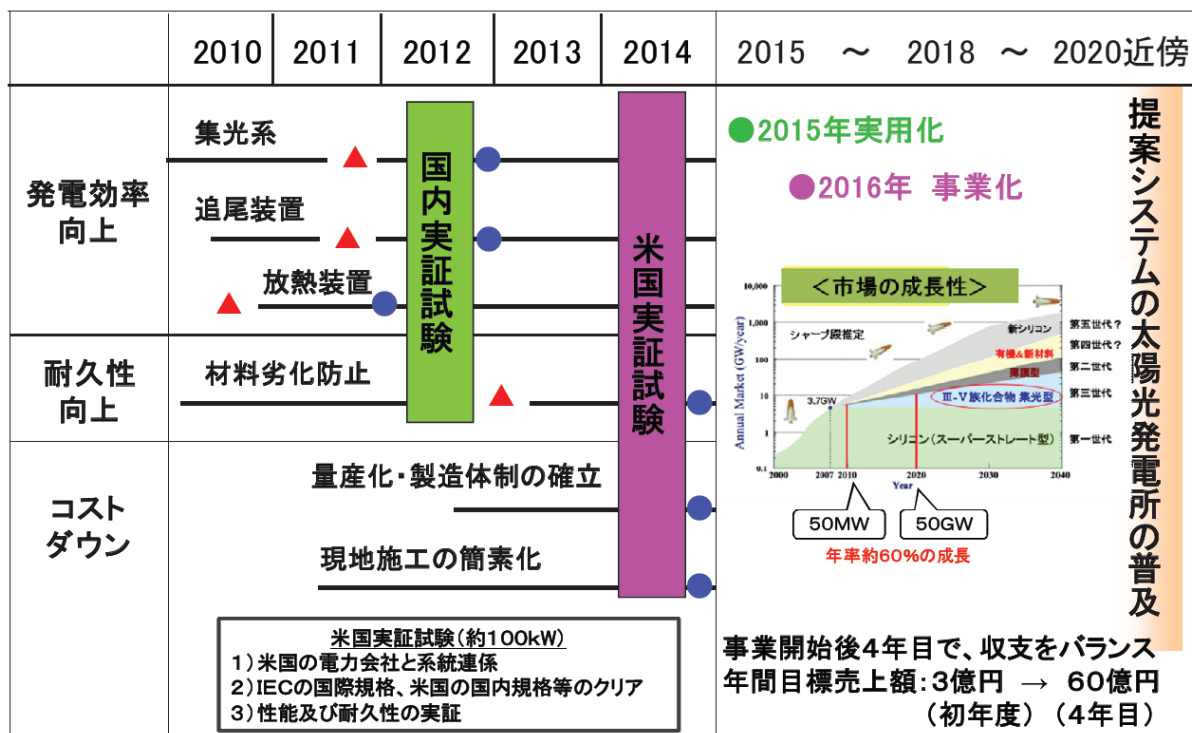 2010 2011 2012 2013 2014 2015 ～ 2018 ～ 2020近傍
発電効率
向上
集光系
追尾装置
放熱装置
耐久性
向上
材料劣化防止
コスト
ダウン
量産化・製造体制の確立
現地施工の簡素化
国内実証試験
米国実証試験
米国実証試験(約100kW)
1)米国の電力会社と系統連係
2)IECの国際規格、米国の国内規格等のクリア
3)性能及び耐久性の実証
●2015年実用化
●2016年 事業化
＜市場の成長性＞
シャープ殿推定
Annual Market (GW/year)
10,000
1,000
100
10
1
0.1
3.7GW
新シリコン
有機&新材料
薄膜型
Ⅲ-Ⅴ族化合物 集光型
シリコン(スーパーストレート型)
第五世代？
第四世代？
第二世代
第三世代
第一世代
2000 2007 2010 2020 2030 2040
Year
50MW 50GW
年率約60%の成長
事業開始後4年目で、収支をバランス
年間目標売上額:3億円 → 60億円
(初年度) (4年目)
提案システムの太陽光発電所の普及